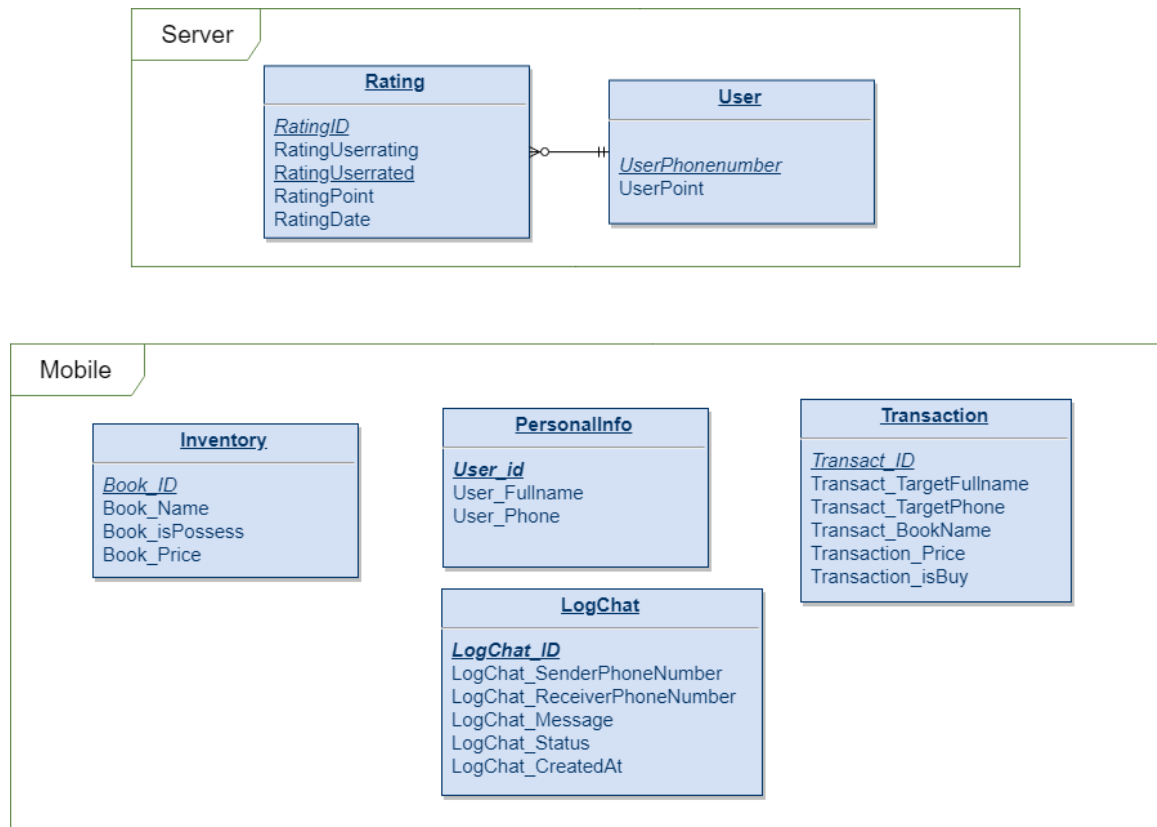 Server
Rating
RatingID
RatingUserrating
RatingUserrated
RatingPoint
RatingDate
User
UserPhonenumber
UserPoint
Mobile
Inventory
Book_ID
Book_Name
Book_isPossess
Book_Price
PersonalInfo
User_id
User_Fullname
User_Phone
Transaction
Transact_ID
Transact_TargetFullname
Transact_TargetPhone
Transact_BookName
Transaction_Price
Transaction_isBuy
LogChat
LogChat_ID
LogChat_SenderPhoneNumber
LogChat_ReceiverPhoneNumber
LogChat_Message
LogChat_Status
LogChat_CreatedAt